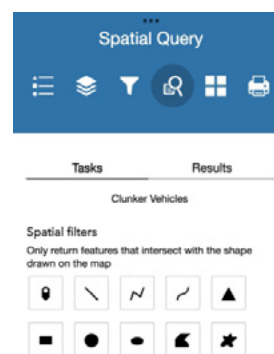 Spatial Query
Tasks
Results
Clunker Vehicles
Spatial filters
Only return features that intersect with the shape
drawn on the map